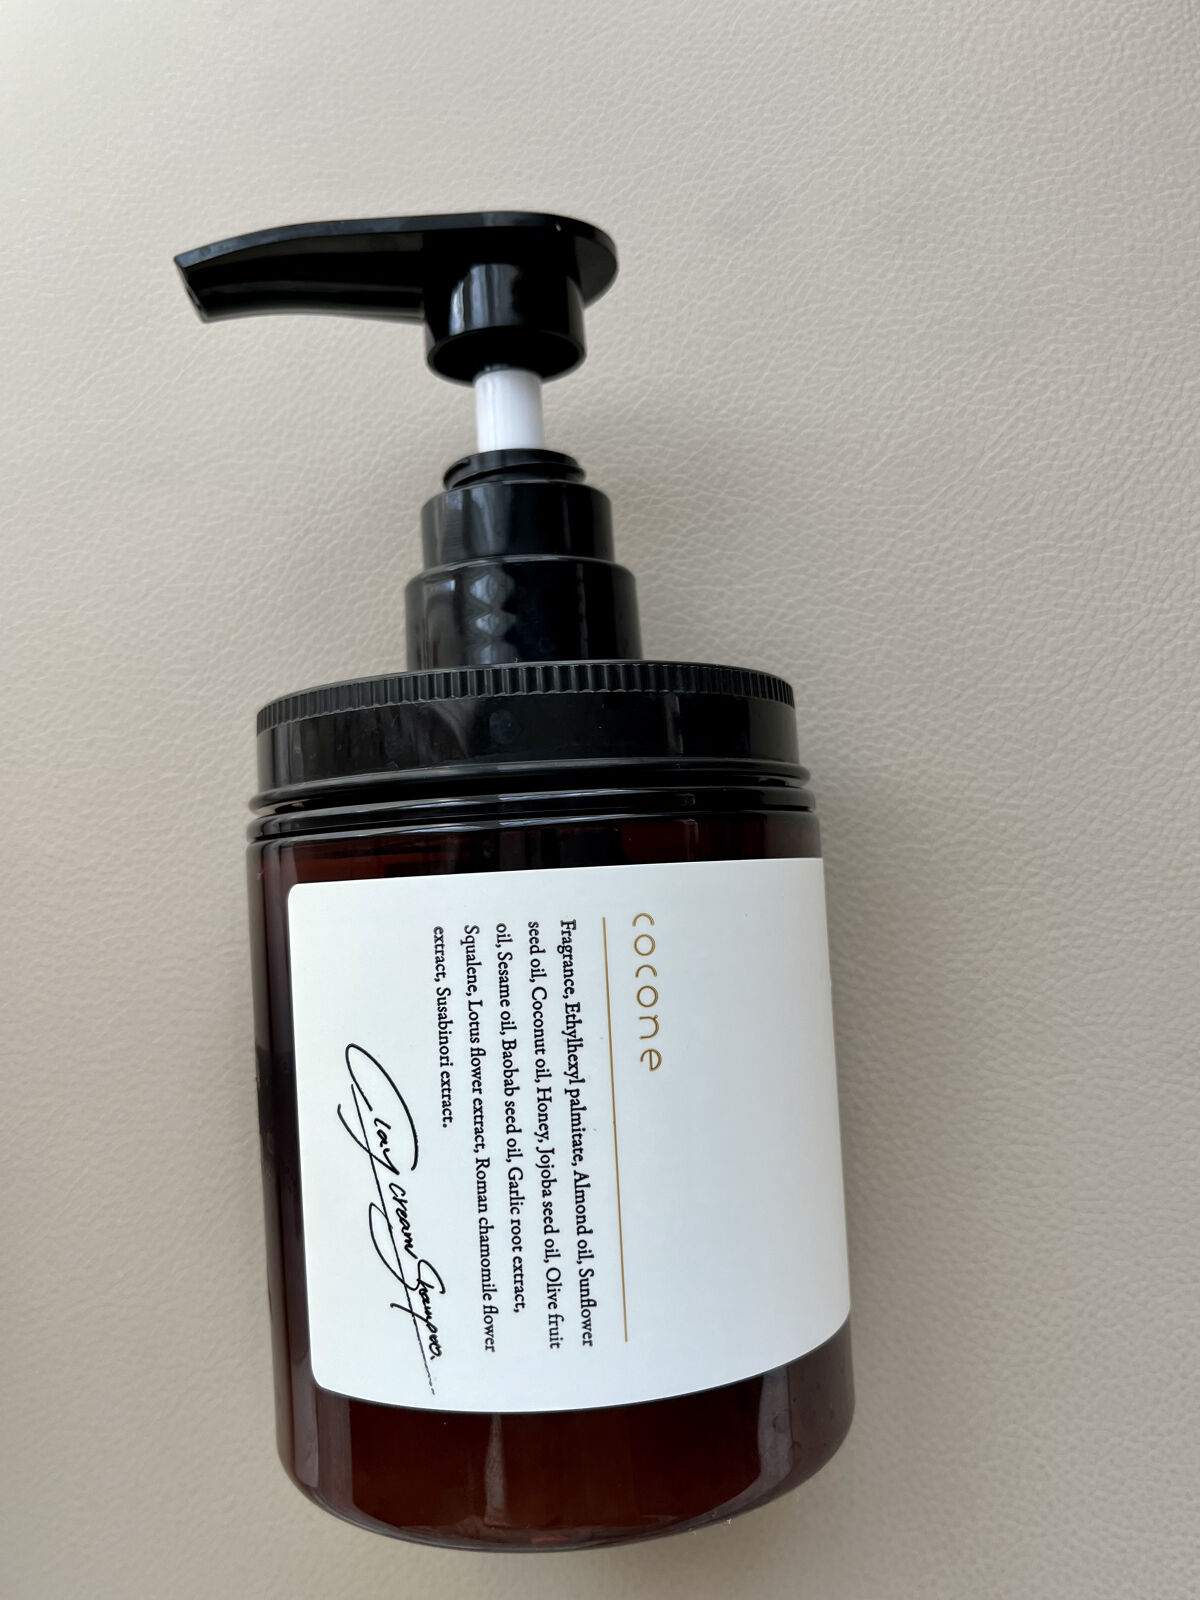 cocone
Fragrance, Ethylhexyl palmitate, Almond oil, Sunflower
seed oil, Coconut oil, Honey, Jojoba seed oil, Olive fruit
oil, Sesame oil, Baobab seed oil, Garlic root extract,
Squalene, Lotus flower extract, Roman chamomile flower
extract, Susabinori extract.
Clay cream Shampoo